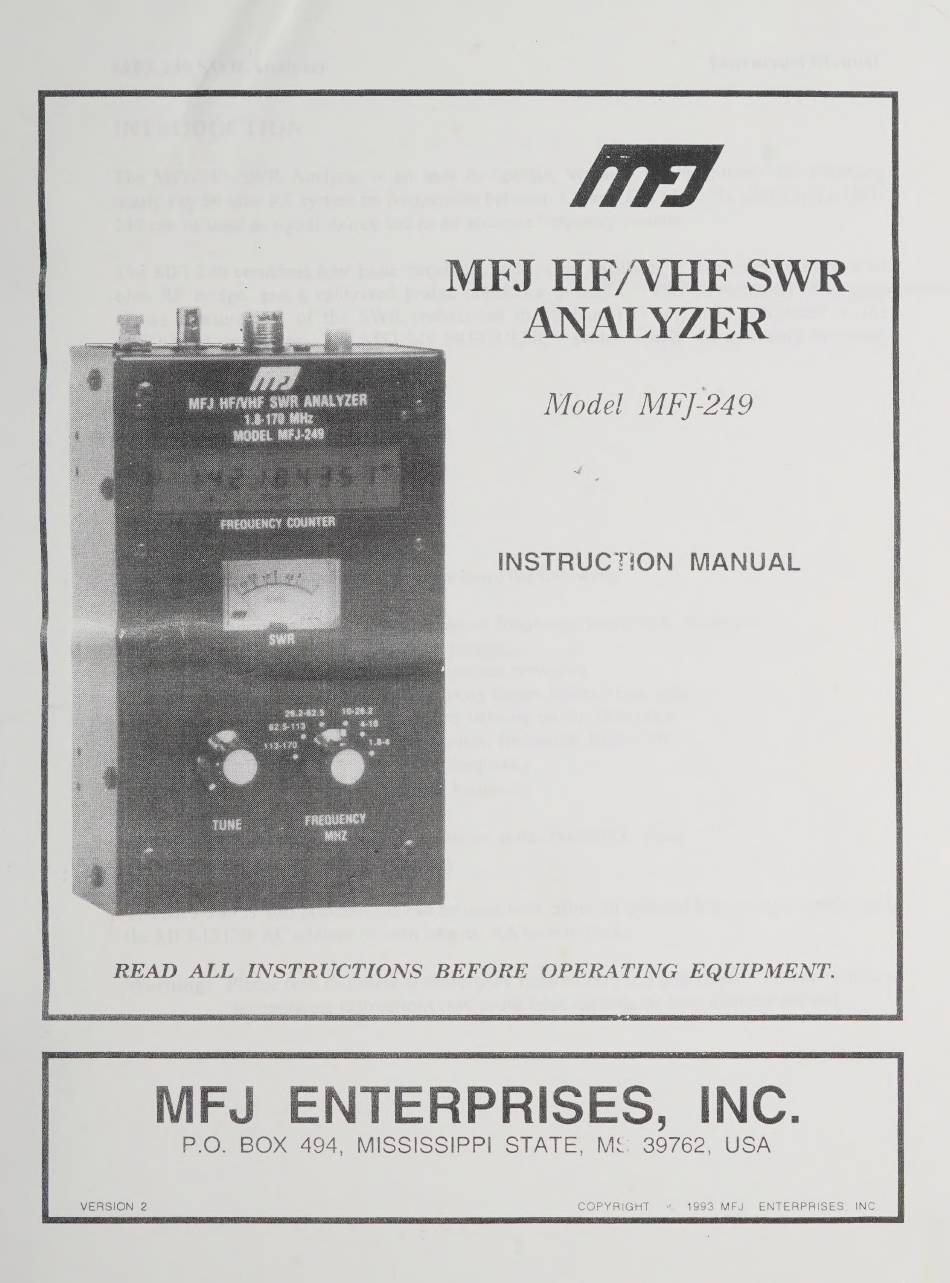 MFJ
MFJ HF/VHF SWR
ANALYZER
Model MFJ-249
INSTRUCTION MANUAL
MFJ
MFJ HF/VHF SWR ANALYZER
1.8-170 MHz
MODEL MFJ-249
FREQUENCY COUNTER
SWR
26.2-62.5 10-26.2
62.5-113 4-10
113-170 1.8-4
TUNE
FREQUENCY
MHZ
READ ALL INSTRUCTIONS BEFORE OPERATING EQUIPMENT.
MFJ ENTERPRISES, INC.
P.O. BOX 494, MISSISSIPPI STATE, MS 39762, USA
VERSION 2
COPYRIGHT 1993 MFJ ENTERPRISES INC